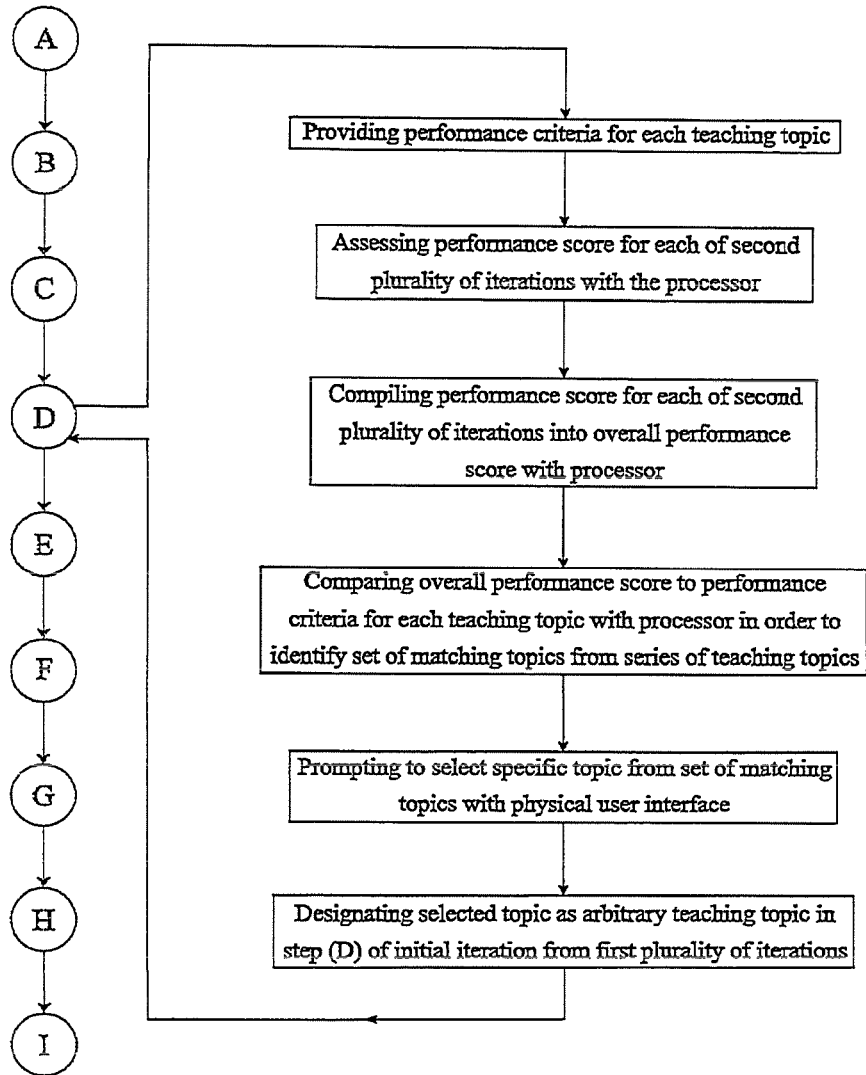 A
B
C
D
E
F
G
H
I
Providing performance criteria for each teaching topic
Assessing performance score for each of second
plurality of iterations with the processor
Compiling performance score for each of second
plurality of iterations into overall performance
score with processor
Comparing overall performance score to performance
criteria for each teaching topic with processor in order to
identify set of matching topics from series of teaching topics
Prompting to select specific topic from set of matching
topics with physical user interface
Designating selected topic as arbitrary teaching topic in
step (D) of initial iteration from first plurality of iterations